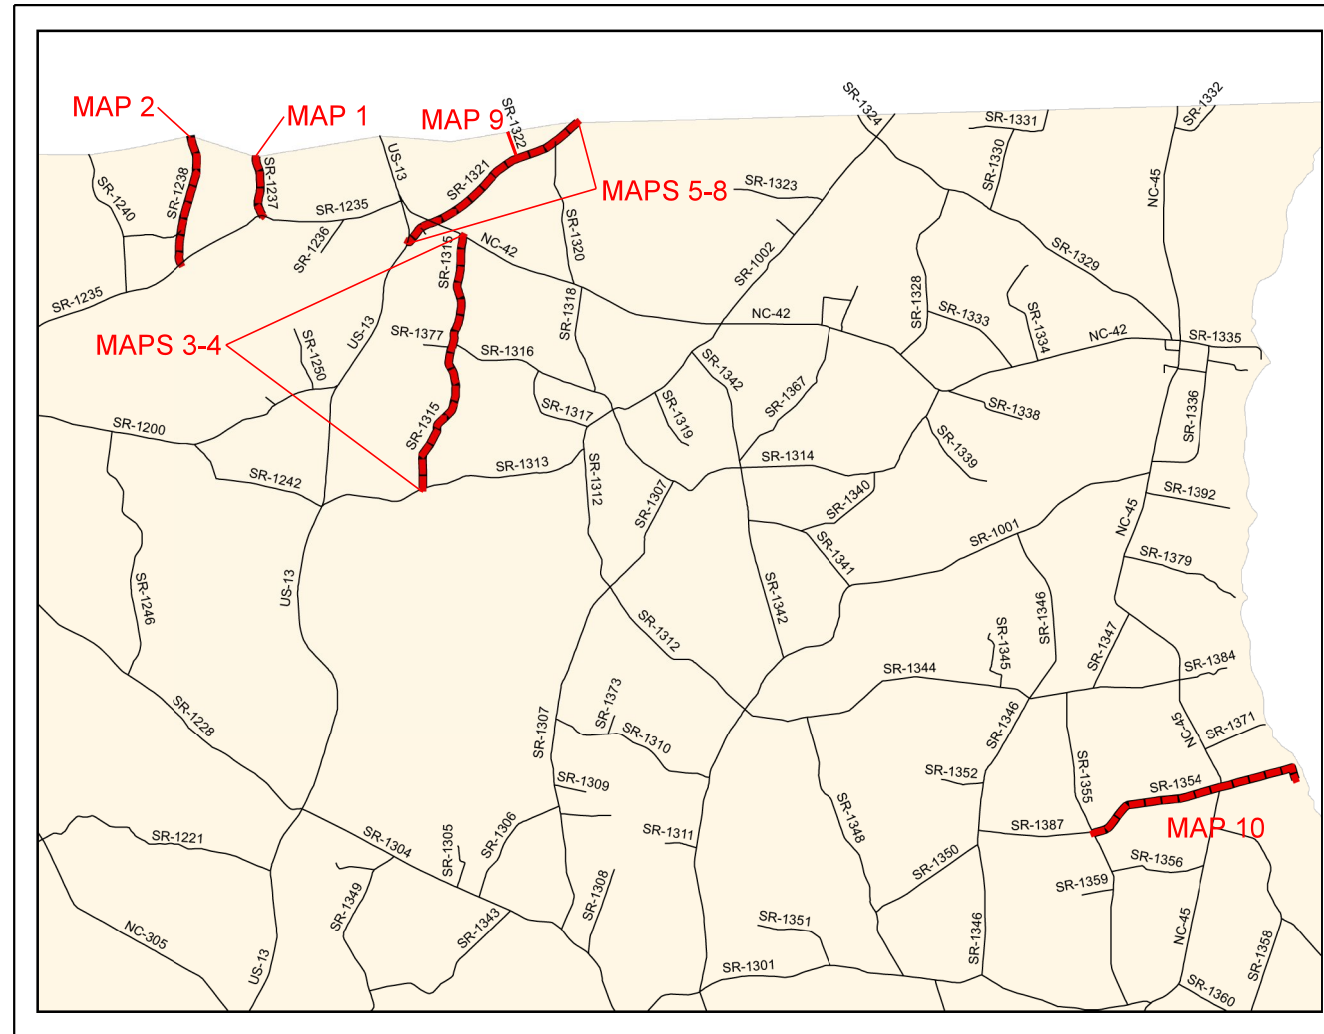 MAP 2
MAP 1
MAP 9
MAPS 5-8
MAPS 3-4
MAP 10
SR-1322
SR-1324
SR-1332
SR-1331
SR-1330
US-13
SR-1240
SR-1238
SR-1237
SR-1321
SR-1323
NC-45
SR-1235
SR-1236
SR-1315
NC-42
SR-1320
SR-1002
SR-1329
SR-1235
SR-1318
SR-1328
SR-1333
SR-1334
NC-42
NC-42
SR-1335
US-13
SR-1377
SR-1316
SR-1250
SR-1342
SR-1367
SR-1336
SR-1200
SR-1315
SR-1317
SR-1319
SR-1338
SR-1339
SR-1242
SR-1313
SR-1312
SR-1307
SR-1314
SR-1340
SR-1392
NC-45
SR-1001
SR-1341
SR-1379
SR-1246
US-13
SR-1342
SR-1346
SR-1312
SR-1345
SR-1347
SR-1344
SR-1384
SR-1228
SR-1373
SR-1307
SR-1310
SR-1346
NC-45
SR-1371
SR-1309
SR-1352
SR-1355
SR-1354
SR-1221
SR-1304
SR-1305
SR-1306
SR-1311
SR-1348
SR-1387
SR-1350
SR-1356
SR-1359
SR-1349
SR-1343
SR-1308
SR-1351
SR-1346
NC-45
SR-1358
NC-305
US-13
SR-1301
SR-1360